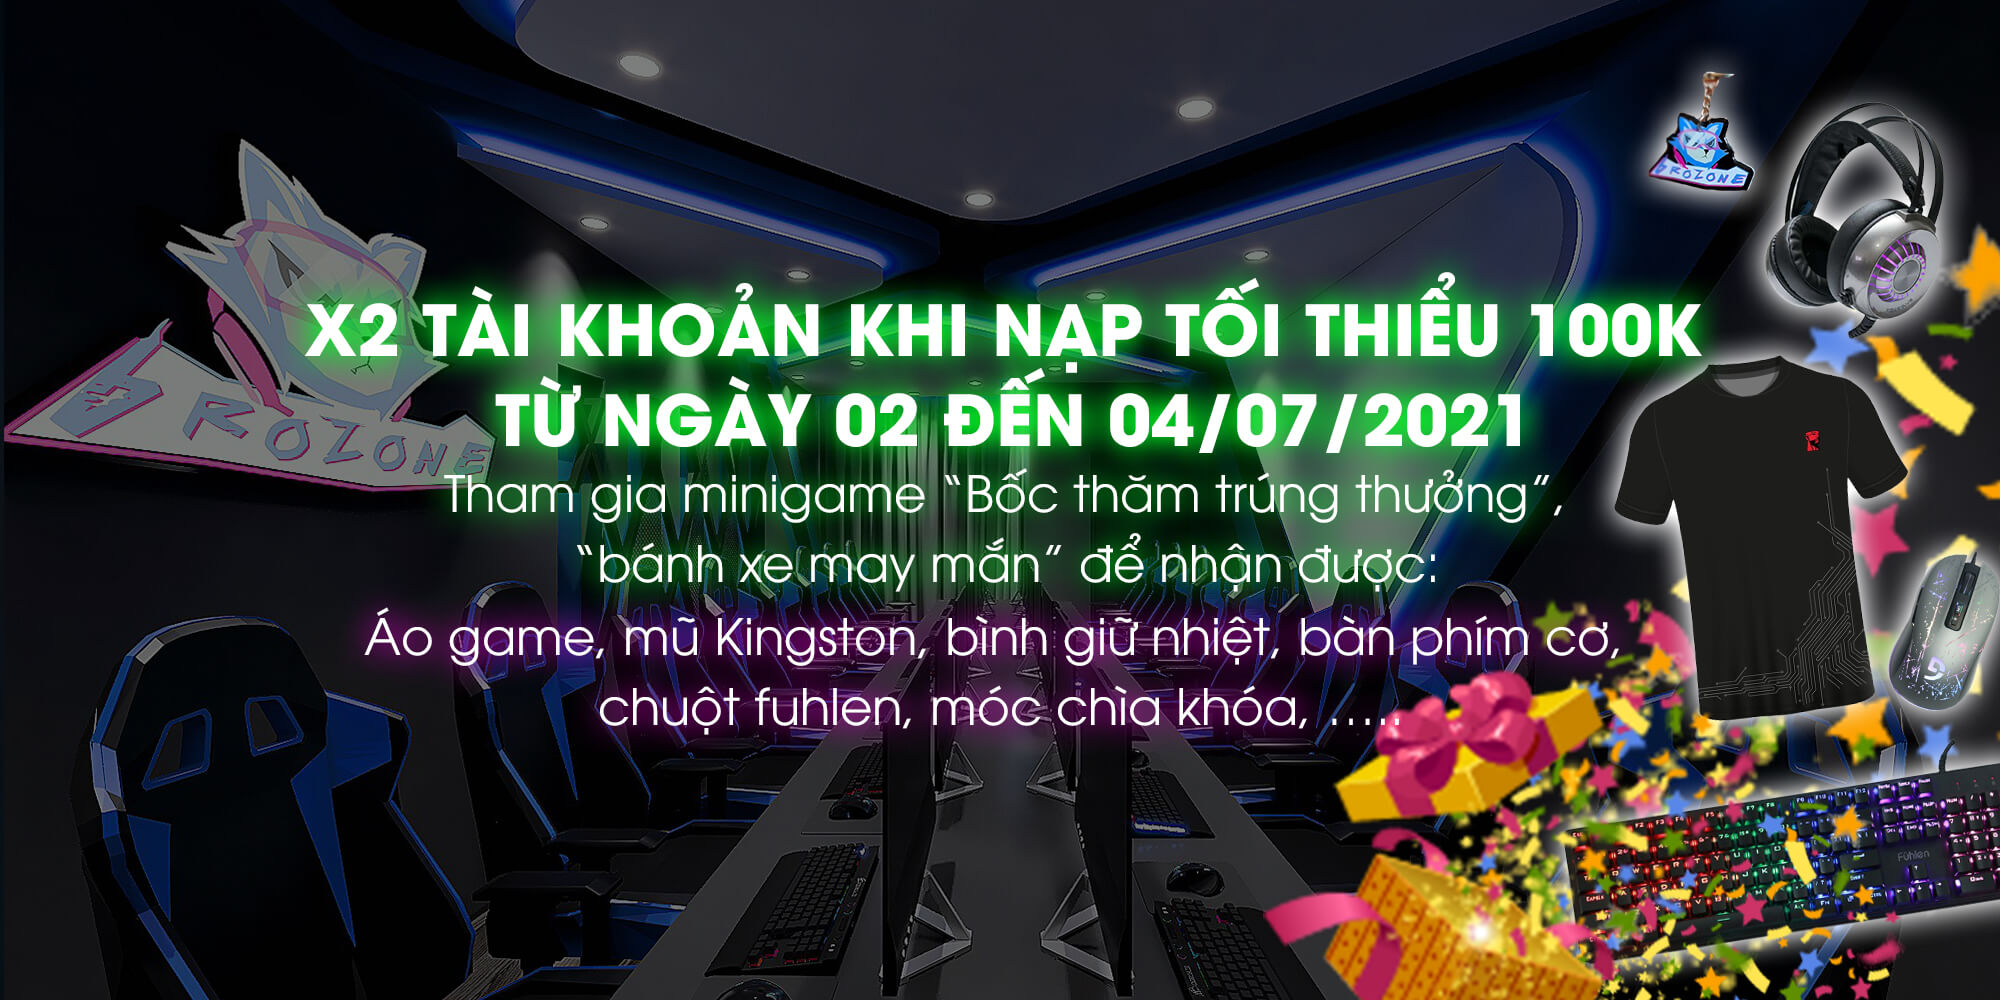 X2 TÀI KHOẢN KHI NẠP TỐI THIỂU 100K
TỪ NGÀY 02 ĐẾN 04/07/2021
Tham gia minigame “Bốc thăm trúng thưởng”,
“bánh xe may mắn” để nhận được:
Áo game, mũ Kingston, bình giữ nhiệt, bàn phím cơ,
chuột fuhlen, móc chìa khóa, .....
ROZONE
ROZONE
Fühlen